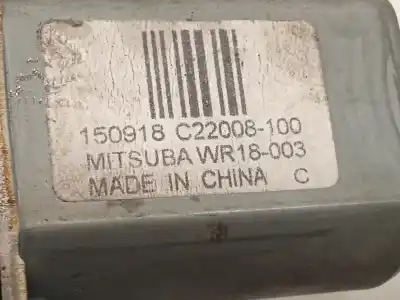 150918 C22008-100
MITSUBA WR18-003
MADE IN CHINA C